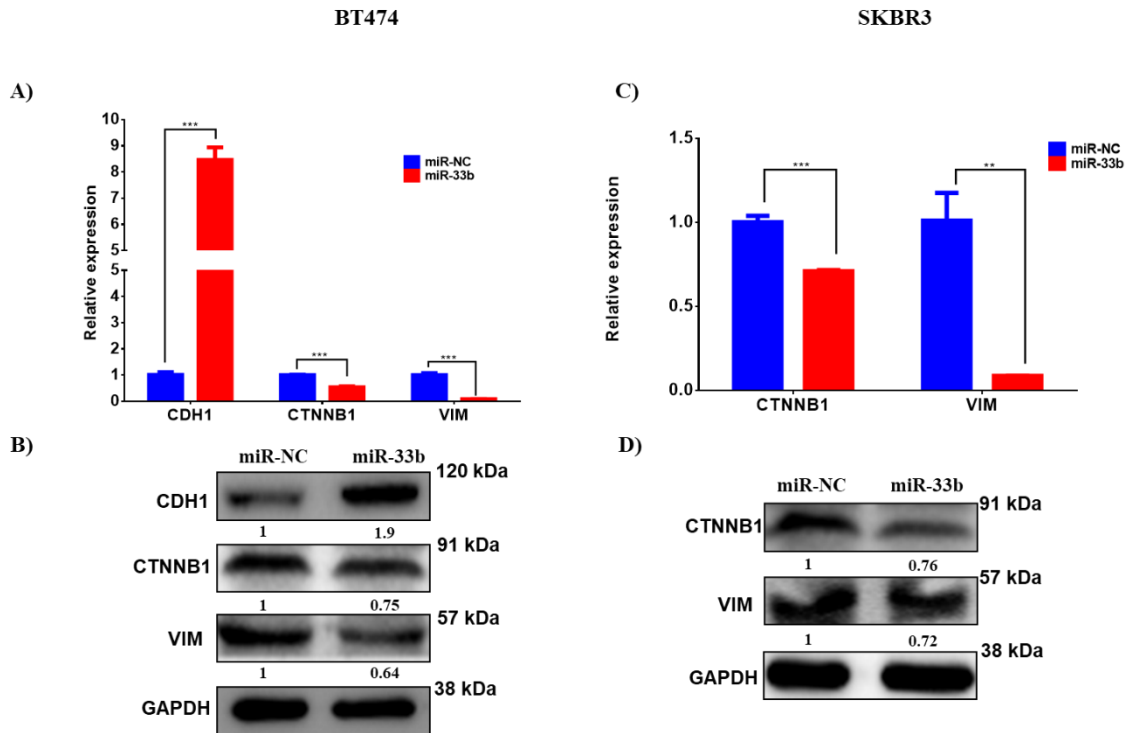 BT474
SKBR3
A)
Relative expression
10
9
8
7
6
5
5
4
3
2
1
0
***
***
***
miR-NC
miR-33b
CDH1
CTNNB1
VIM
C)
Relative expression
1.5
1.0
0.5
0.0
***
**
miR-NC
miR-33b
CTNNB1
VIM
B)
miR-NC miR-33b
120 kDa
CDH1
1 1.9
91 kDa
CTNNB1
1 0.75
57 kDa
VIM
1 0.64
38 kDa
GAPDH
D)
miR-NC miR-33b
91 kDa
CTNNB1
1 0.76
57 kDa
VIM
1 0.72
38 kDa
GAPDH